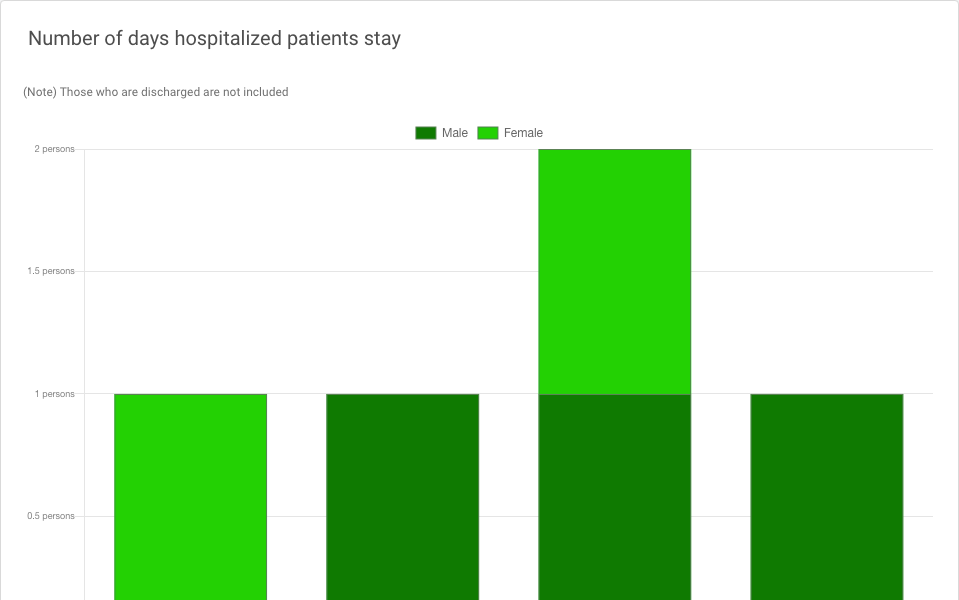 Number of days hospitalized patients stay
(Note) Those who are discharged are not included
Male Female
2 persons
1.5 persons
1 persons
0.5 persons